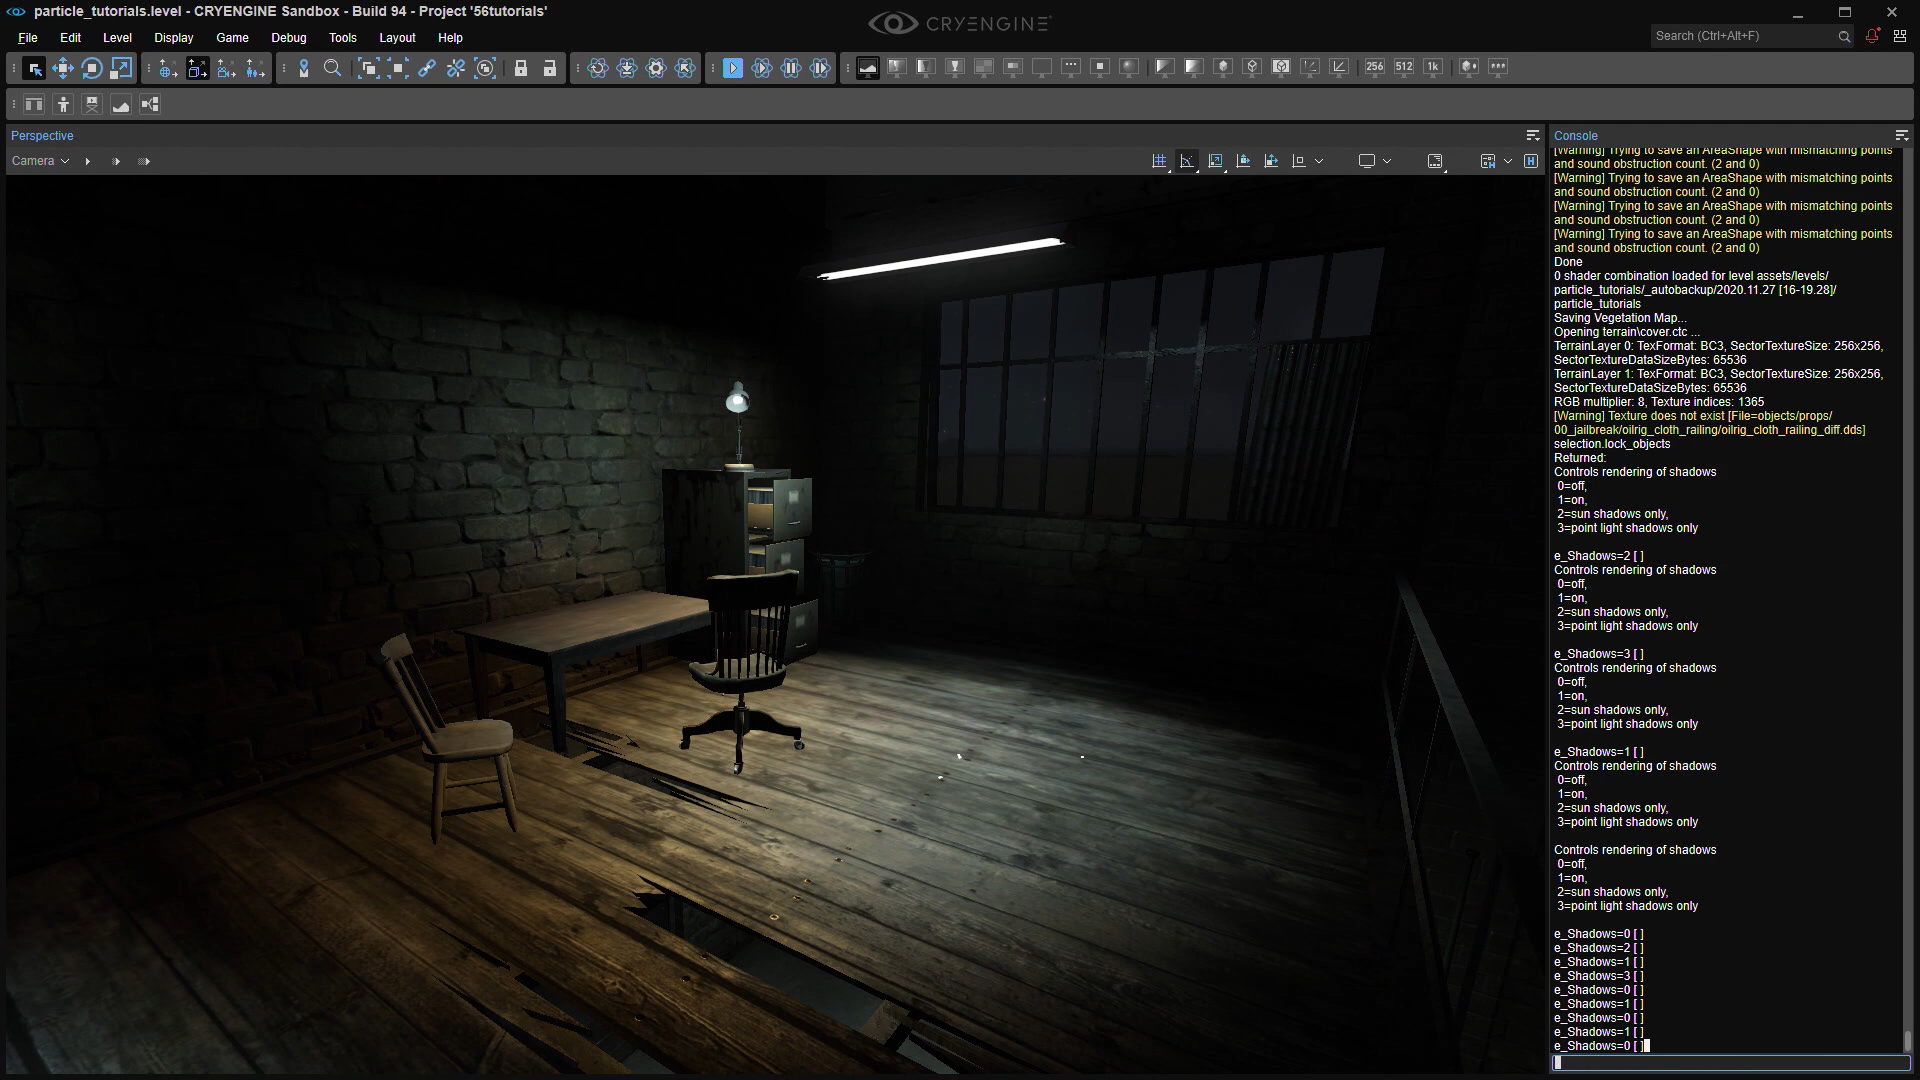 particle_tutorials.level - CRYENGINE Sandbox - Build 94 - Project '56tutorials'
CRYENGINE
File Edit Level Display Game Debug Tools Layout Help
Search (Ctrl+Alt+F)
256 512 1k
Perspective
Camera
Console
[Warning] Trying to save an AreaShape with mismatching points
and sound obstruction count. (2 and 0)
[Warning] Trying to save an AreaShape with mismatching points
and sound obstruction count. (2 and 0)
[Warning] Trying to save an AreaShape with mismatching points
and sound obstruction count. (2 and 0)
[Warning] Trying to save an AreaShape with mismatching points
and sound obstruction count. (2 and 0)
Done
0 shader combination loaded for level assets/levels/
particle_tutorials/_autobackup/2020.11.27 [16-19.28]/
particle_tutorials
Saving Vegetation Map...
Opening terrain\cover.ctc ...
TerrainLayer 0: TexFormat: BC3, SectorTextureSize: 256x256,
SectorTextureDataSizeBytes: 65536
TerrainLayer 1: TexFormat: BC3, SectorTextureSize: 256x256,
SectorTextureDataSizeBytes: 65536
RGB multiplier: 8, Texture indices: 1365
[Warning] Texture does not exist [File=objects/props/
00_jailbreak/oilrig_cloth_railing/oilrig_cloth_railing_diff.dds]
selection.lock_objects
Returned:
Controls rendering of shadows
0=off,
1=on,
2=sun shadows only,
3=point light shadows only
e_Shadows=2 [ ]
Controls rendering of shadows
0=off,
1=on,
2=sun shadows only,
3=point light shadows only
e_Shadows=3 [ ]
Controls rendering of shadows
0=off,
1=on,
2=sun shadows only,
3=point light shadows only
e_Shadows=1 [ ]
Controls rendering of shadows
0=off,
1=on,
2=sun shadows only,
3=point light shadows only
Controls rendering of shadows
0=off,
1=on,
2=sun shadows only,
3=point light shadows only
e_Shadows=0 [ ]
e_Shadows=2 [ ]
e_Shadows=1 [ ]
e_Shadows=3 [ ]
e_Shadows=0 [ ]
e_Shadows=1 [ ]
e_Shadows=0 [ ]
e_Shadows=1 [ ]
e_Shadows=0 [ ]